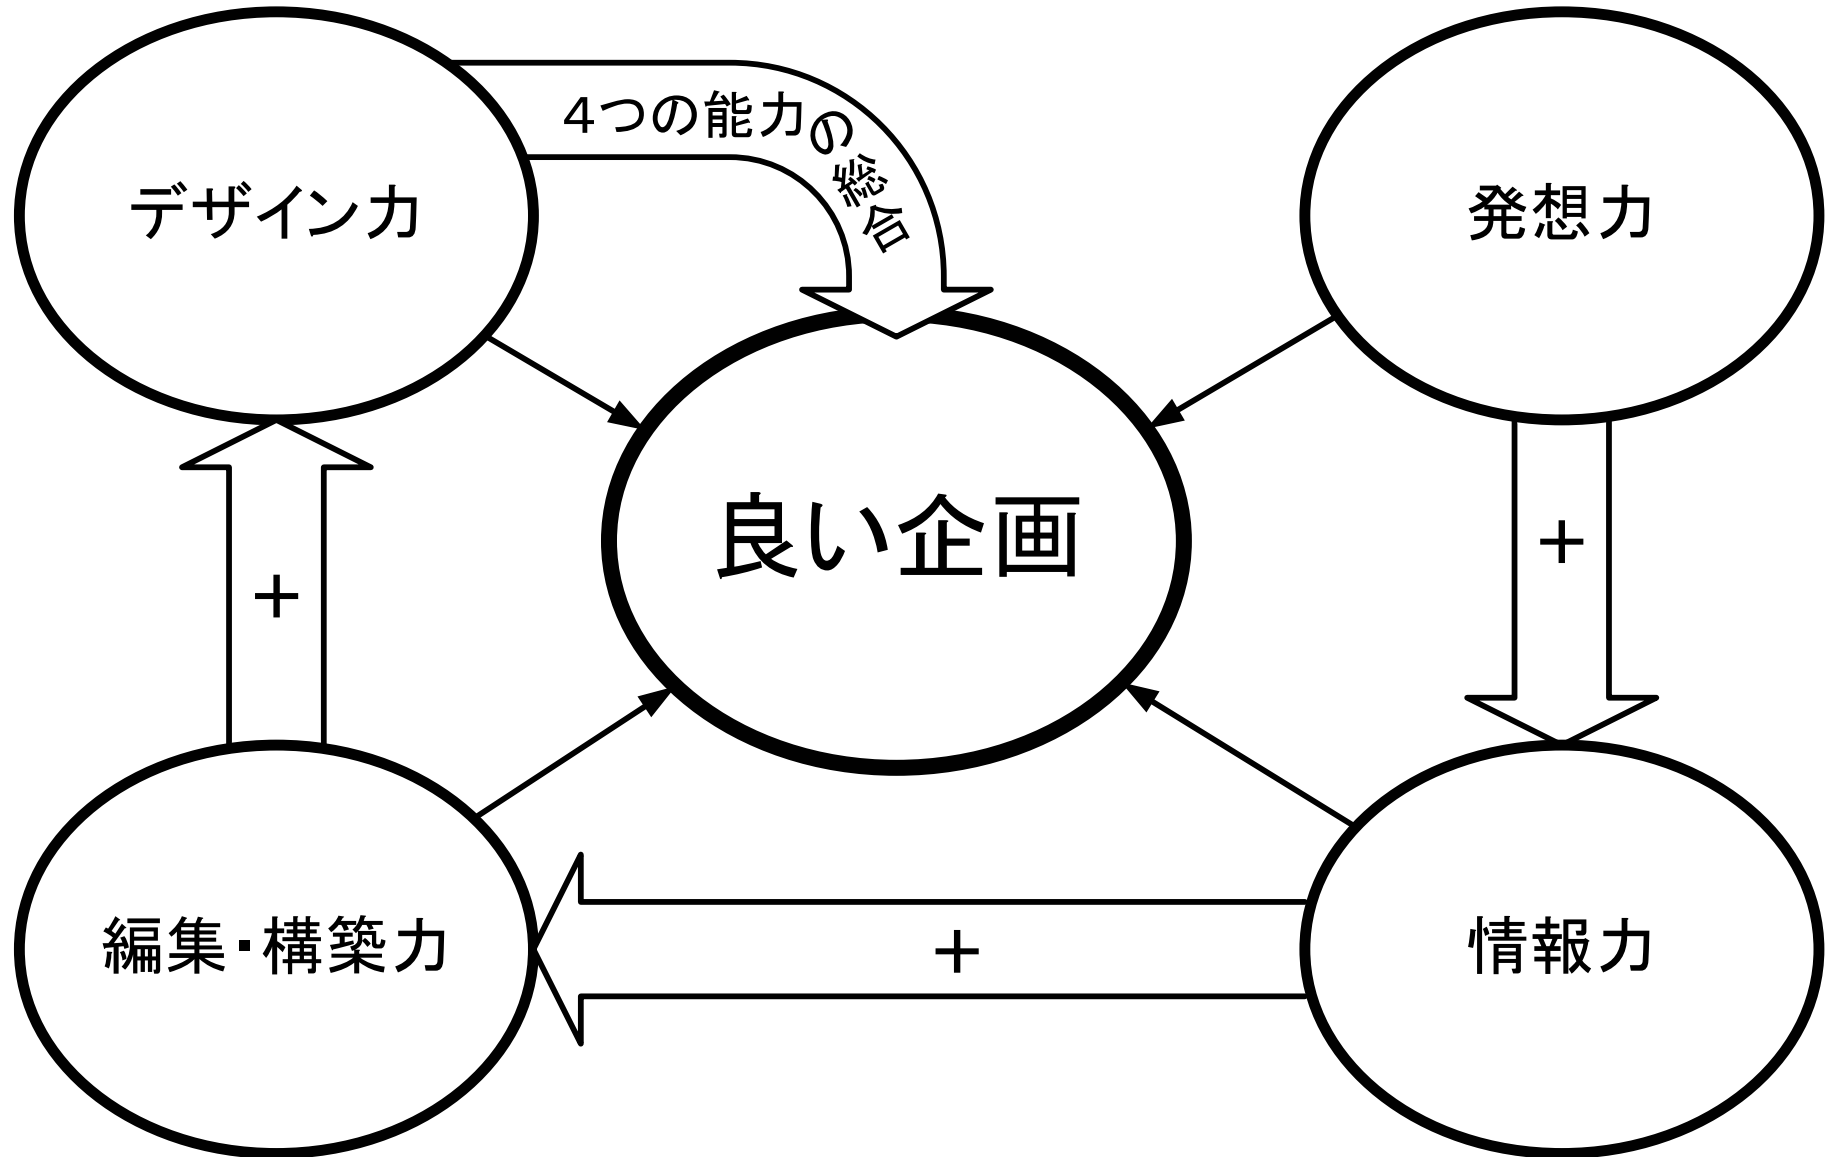 4つの能力の総合
デザイン力
発想力
良い企画
+
+
編集・構築力
+
情報力